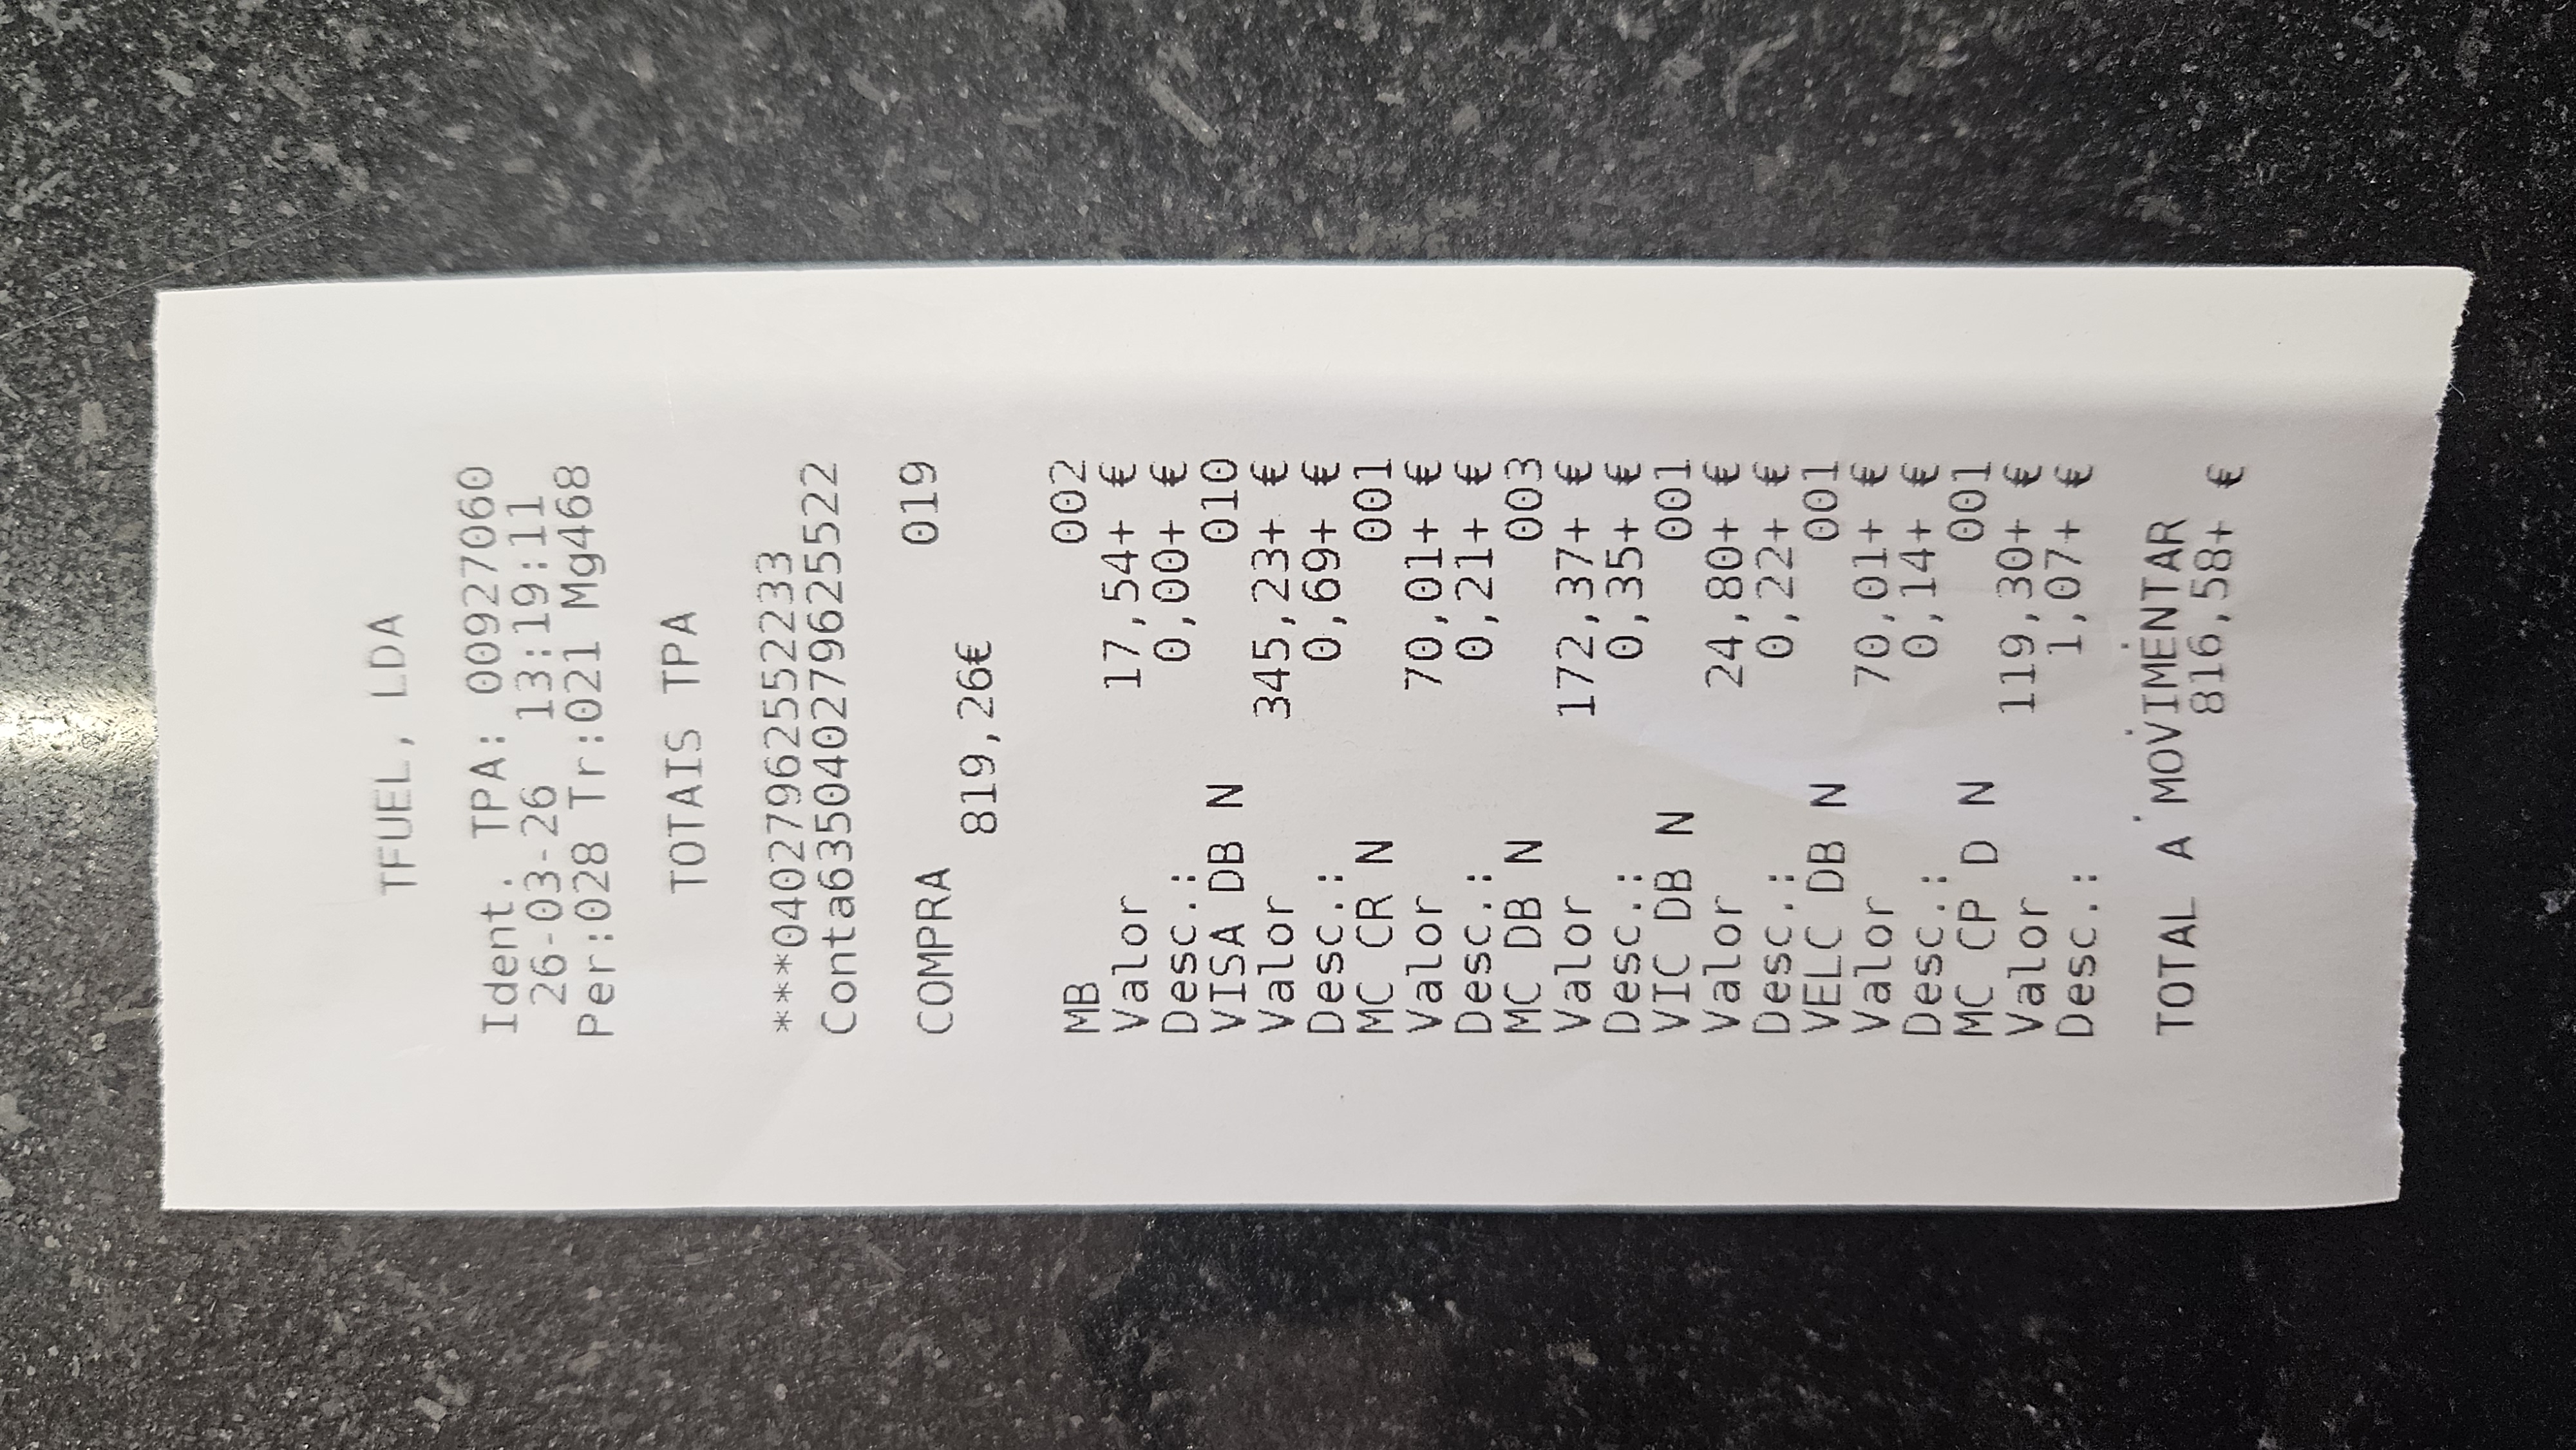 TFUEL, LDA
Ident. TPA: 0092​7060
26-03-26 13:19:11
Per:028 Tr:021 Mg468
TOTAIS TPA
***040279625552233
Conta6350402796255522
COMPRA 019
819,26€
MB 002
Valor 17,54+ €
Desc.: 0,00+ €
VISA DB N 010
Valor 345,23+ €
Desc.: 0,69+ €
MC CR N 001
Valor 70,01+ €
Desc.: 0,21+ €
MC DB N 003
Valor 172,37+ €
Desc.: 0,35+ €
VIC DB N 001
Valor 24,80+ €
Desc.: 0,22+ €
VELC DB N 001
Valor 70,01+ €
Desc.: 0,14+ €
MC CP D N 001
Valor 119,30+ €
Desc.: 1,07+ €
TOTAL A MOVIMENTAR
816,58+ €